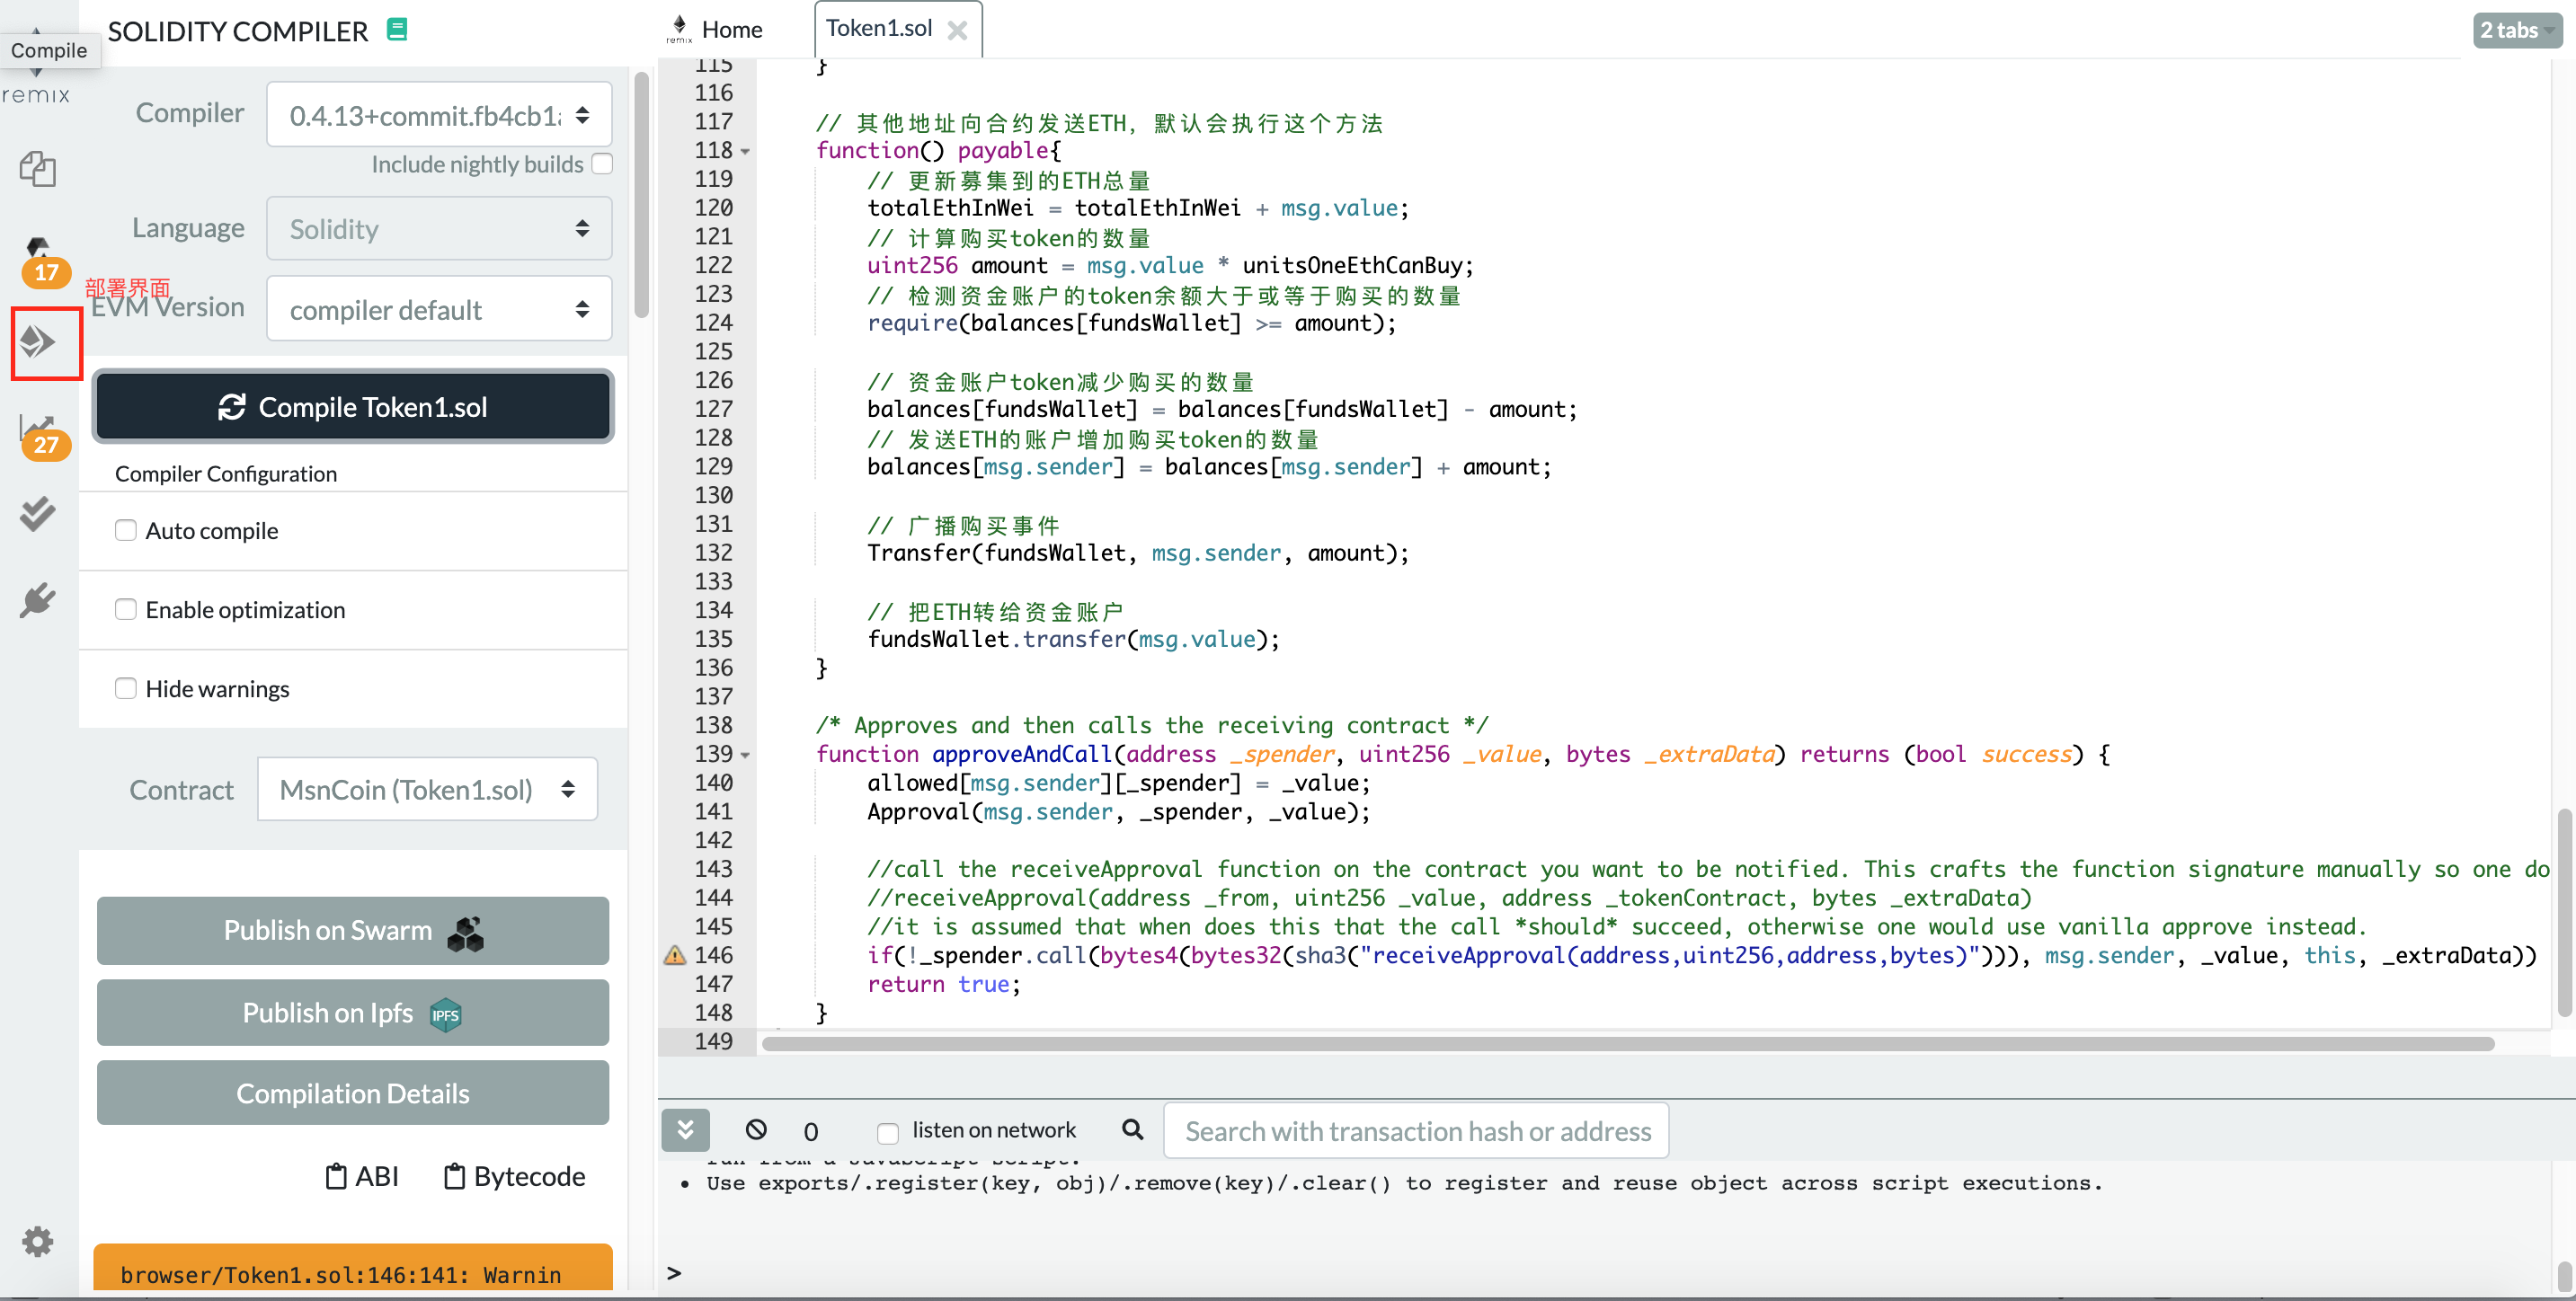 Compile
remix
17
部署界面
27
SOLIDITY COMPILER
Compiler
0.4.13+commit.fb4cb1a
Include nightly builds
Language
Solidity
EVM Version
compiler default
Compile Token1.sol
Compiler Configuration
Auto compile
Enable optimization
Hide warnings
Contract
MsnCoin (Token1.sol)
Publish on Swarm
Publish on Ipfs IPFS
Compilation Details
ABI Bytecode
browser/Token1.sol:146:141: Warnin
remix Home Token1.sol 2 tabs
115 }
116
117 // 其他地址向合约发送ETH，默认会执行这个方法
118 function() payable{
119 // 更新募集到的ETH总量
120 totalEthInWei = totalEthInWei + msg.value;
121 // 计算购买token的数量
122 uint256 amount = msg.value * unitsOneEthCanBuy;
123 // 检测资金账户的token余额大于或等于购买的数量
124 require(balances[fundsWallet] >= amount);
125
126 // 资金账户token减少购买的数量
127 balances[fundsWallet] = balances[fundsWallet] - amount;
128 // 发送ETH的账户增加购买token的数量
129 balances[msg.sender] = balances[msg.sender] + amount;
130
131 // 广播购买事件
132 Transfer(fundsWallet, msg.sender, amount);
133
134 // 把ETH转给资金账户
135 fundsWallet.transfer(msg.value);
136 }
137
138 /* Approves and then calls the receiving contract */
139 function approveAndCall(address _spender, uint256 _value, bytes _extraData) returns (bool success) {
140 allowed[msg.sender][_spender] = _value;
141 Approval(msg.sender, _spender, _value);
142
143 //call the receiveApproval function on the contract you want to be notified. This crafts the function signature manually so one do
144 //receiveApproval(address _from, uint256 _value, address _tokenContract, bytes _extraData)
145 //it is assumed that when does this that the call *should* succeed, otherwise one would use vanilla approve instead.
146 if(!_spender.call(bytes4(bytes32(sha3("receiveApproval(address,uint256,address,bytes)"))), msg.sender, _value, this, _extraData))
147 return true;
148 }
149
0 listen on network Search with transaction hash or address
run from a JavaScript script.
• Use exports/.register(key, obj)/.remove(key)/.clear() to register and reuse object across script executions.
>